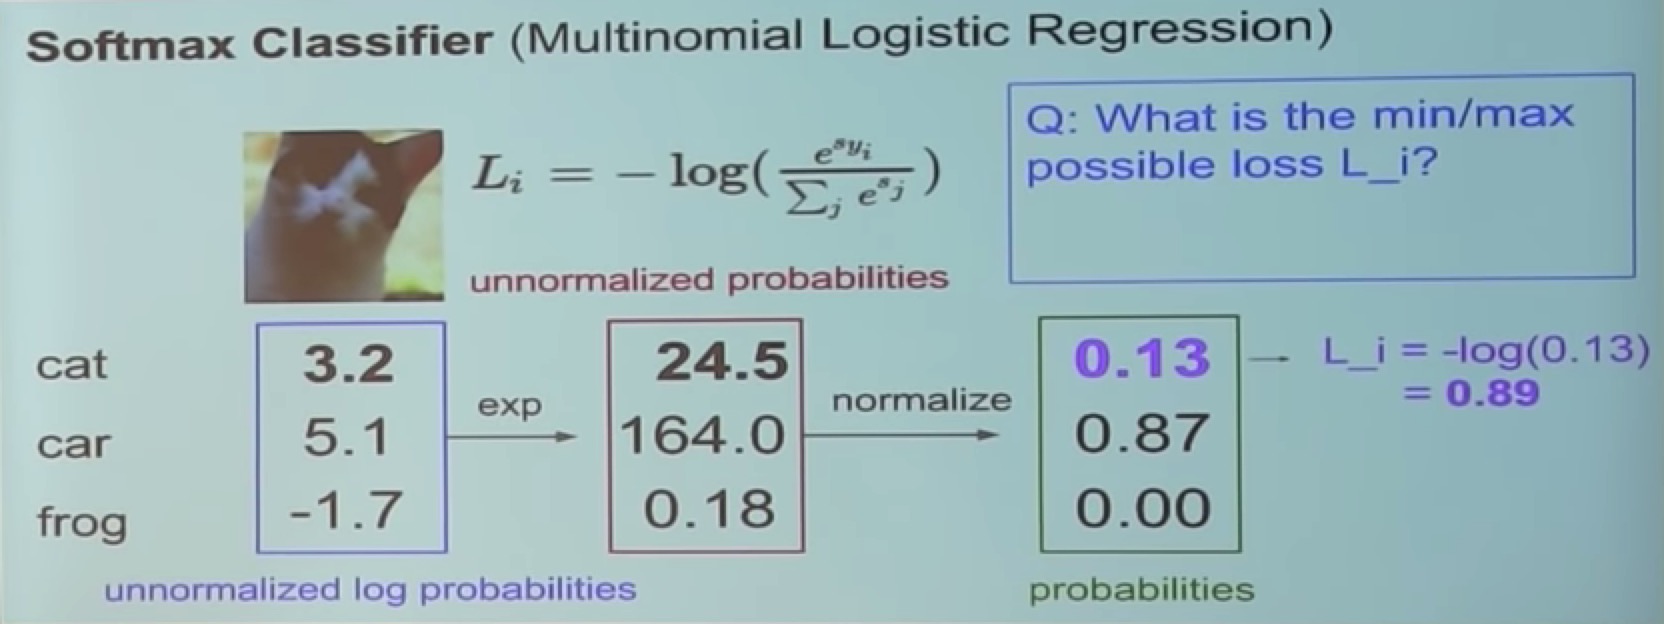 Softmax Classifier (Multinomial Logistic Regression)
Q: What is the min/max
possible loss L_i?
L_i = − log( e^{s_{y_i}} / ∑_j e^{s_j} )
unnormalized probabilities
cat 3.2 24.5 0.13 → L_i = -log(0.13)
= 0.89
exp normalize
car 5.1 164.0 0.87
frog -1.7 0.18 0.00
unnormalized log probabilities probabilities